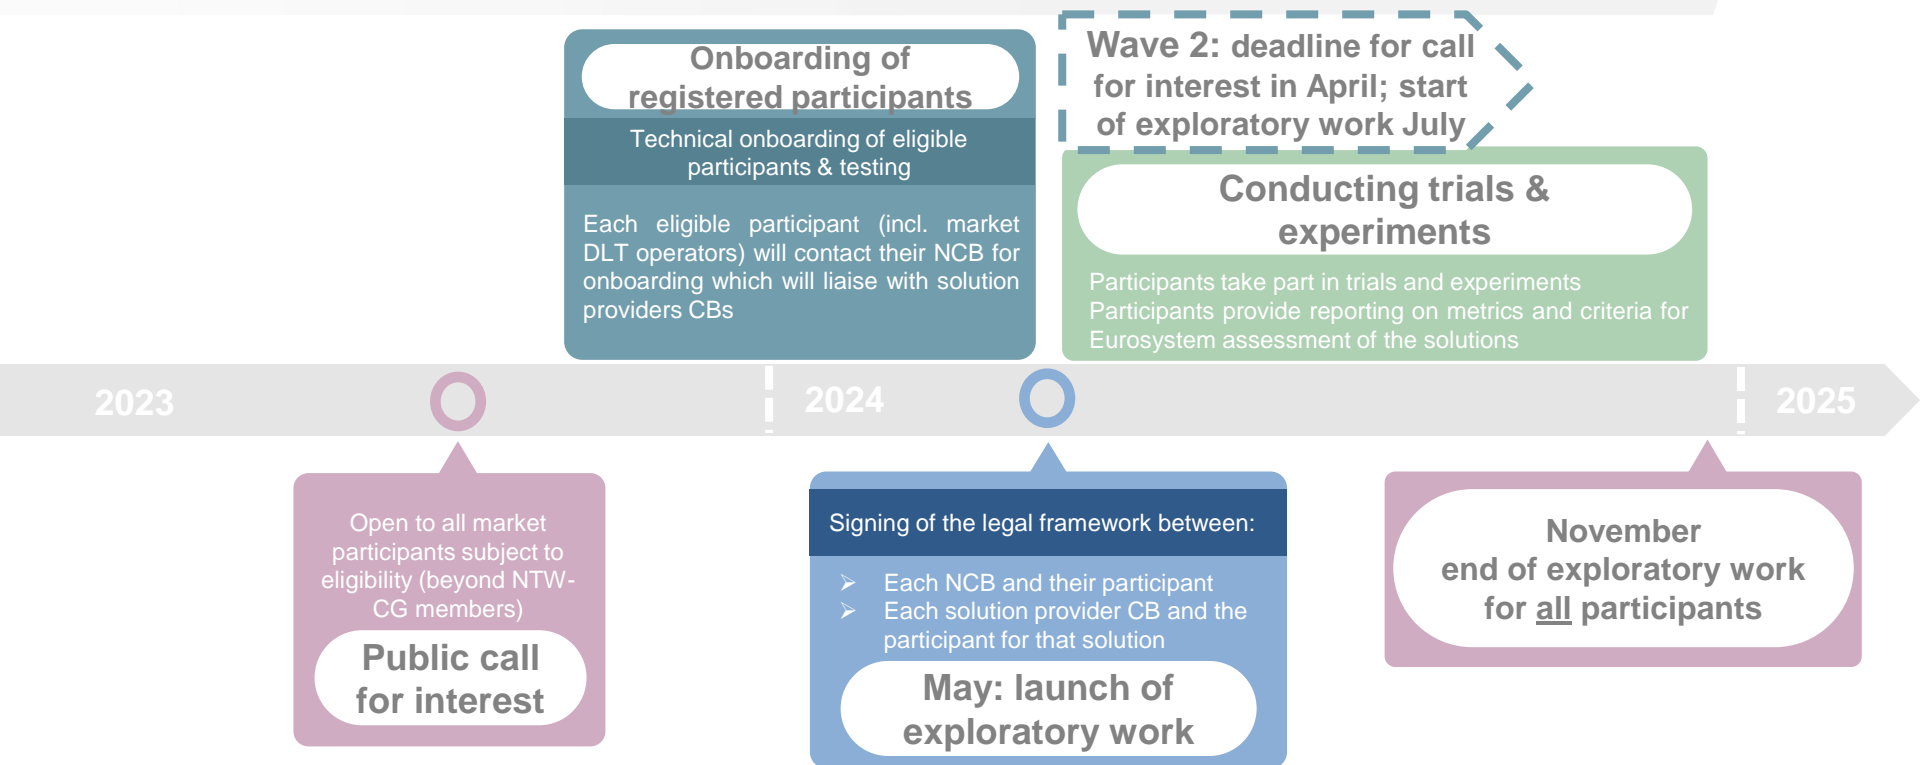 Onboarding of
registered participants
Technical onboarding of eligible
participants & testing
Each eligible participant (incl. market
DLT operators) will contact their NCB for
onboarding which will liaise with solution
providers CBs
Wave 2: deadline for call
for interest in April; start
of exploratory work July
Conducting trials &
experiments
Participants take part in trials and experiments
Participants provide reporting on metrics and criteria for
Eurosystem assessment of the solutions
2023
2024
2025
Open to all market
participants subject to
eligibility (beyond NTW-
CG members)
Public call
for interest
Signing of the legal framework between:
➢ Each NCB and their participant
➢ Each solution provider CB and the
participant for that solution
May: launch of
exploratory work
November
end of exploratory work
for all participants